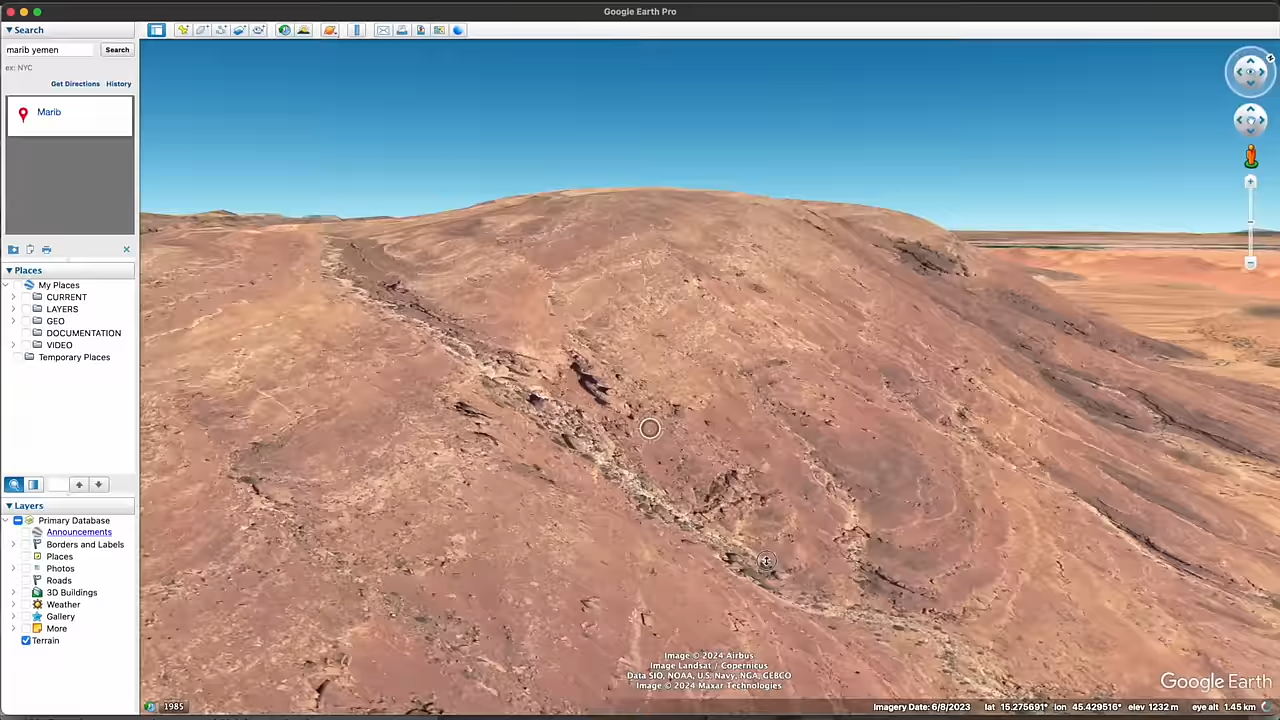 Google Earth Pro
Search
marib yemen
Search
ex: NYC
Get Directions History
Marib
Places
My Places
CURRENT
LAYERS
GEO
DOCUMENTATION
VIDEO
Temporary Places
Layers
Primary Database
Announcements
Borders and Labels
Places
Photos
Roads
3D Buildings
Weather
Gallery
More
Terrain
Image © 2024 Airbus
Image Landsat / Copernicus
Data SIO, NOAA, U.S. Navy, NGA, GEBCO
Image © 2024 Maxar Technologies
Google Earth
1985
Imagery Date: 6/8/2023 lat 15.275691° lon 45.429516° elev 1232 m eye alt 1.45 km